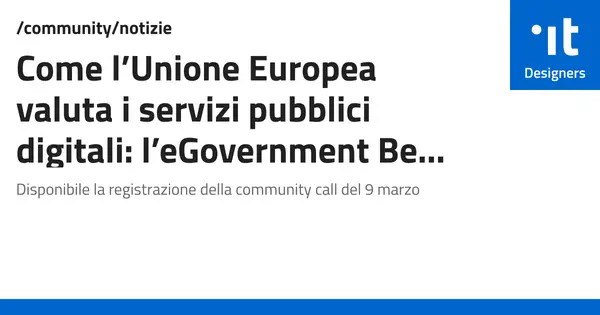 /community/notizie
Come l’Unione Europea
valuta i servizi pubblici
digitali: l’eGovernment Be...
Disponibile la registrazione della community call del 9 marzo
it
Designers